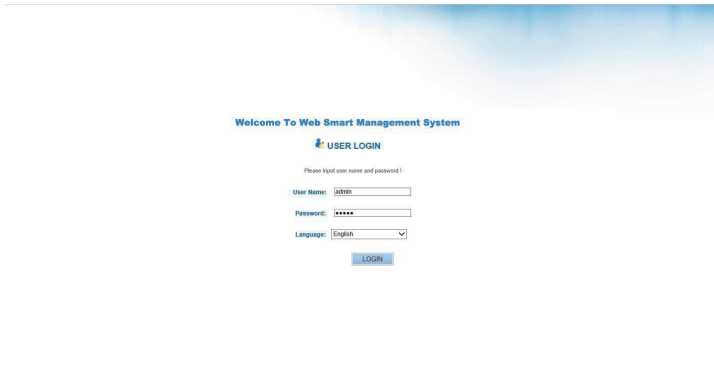 Welcome To Web Smart Management System
USER LOGIN
Please input user name and password !
User Name: admin
Password: •••••
Language: English
LOGIN